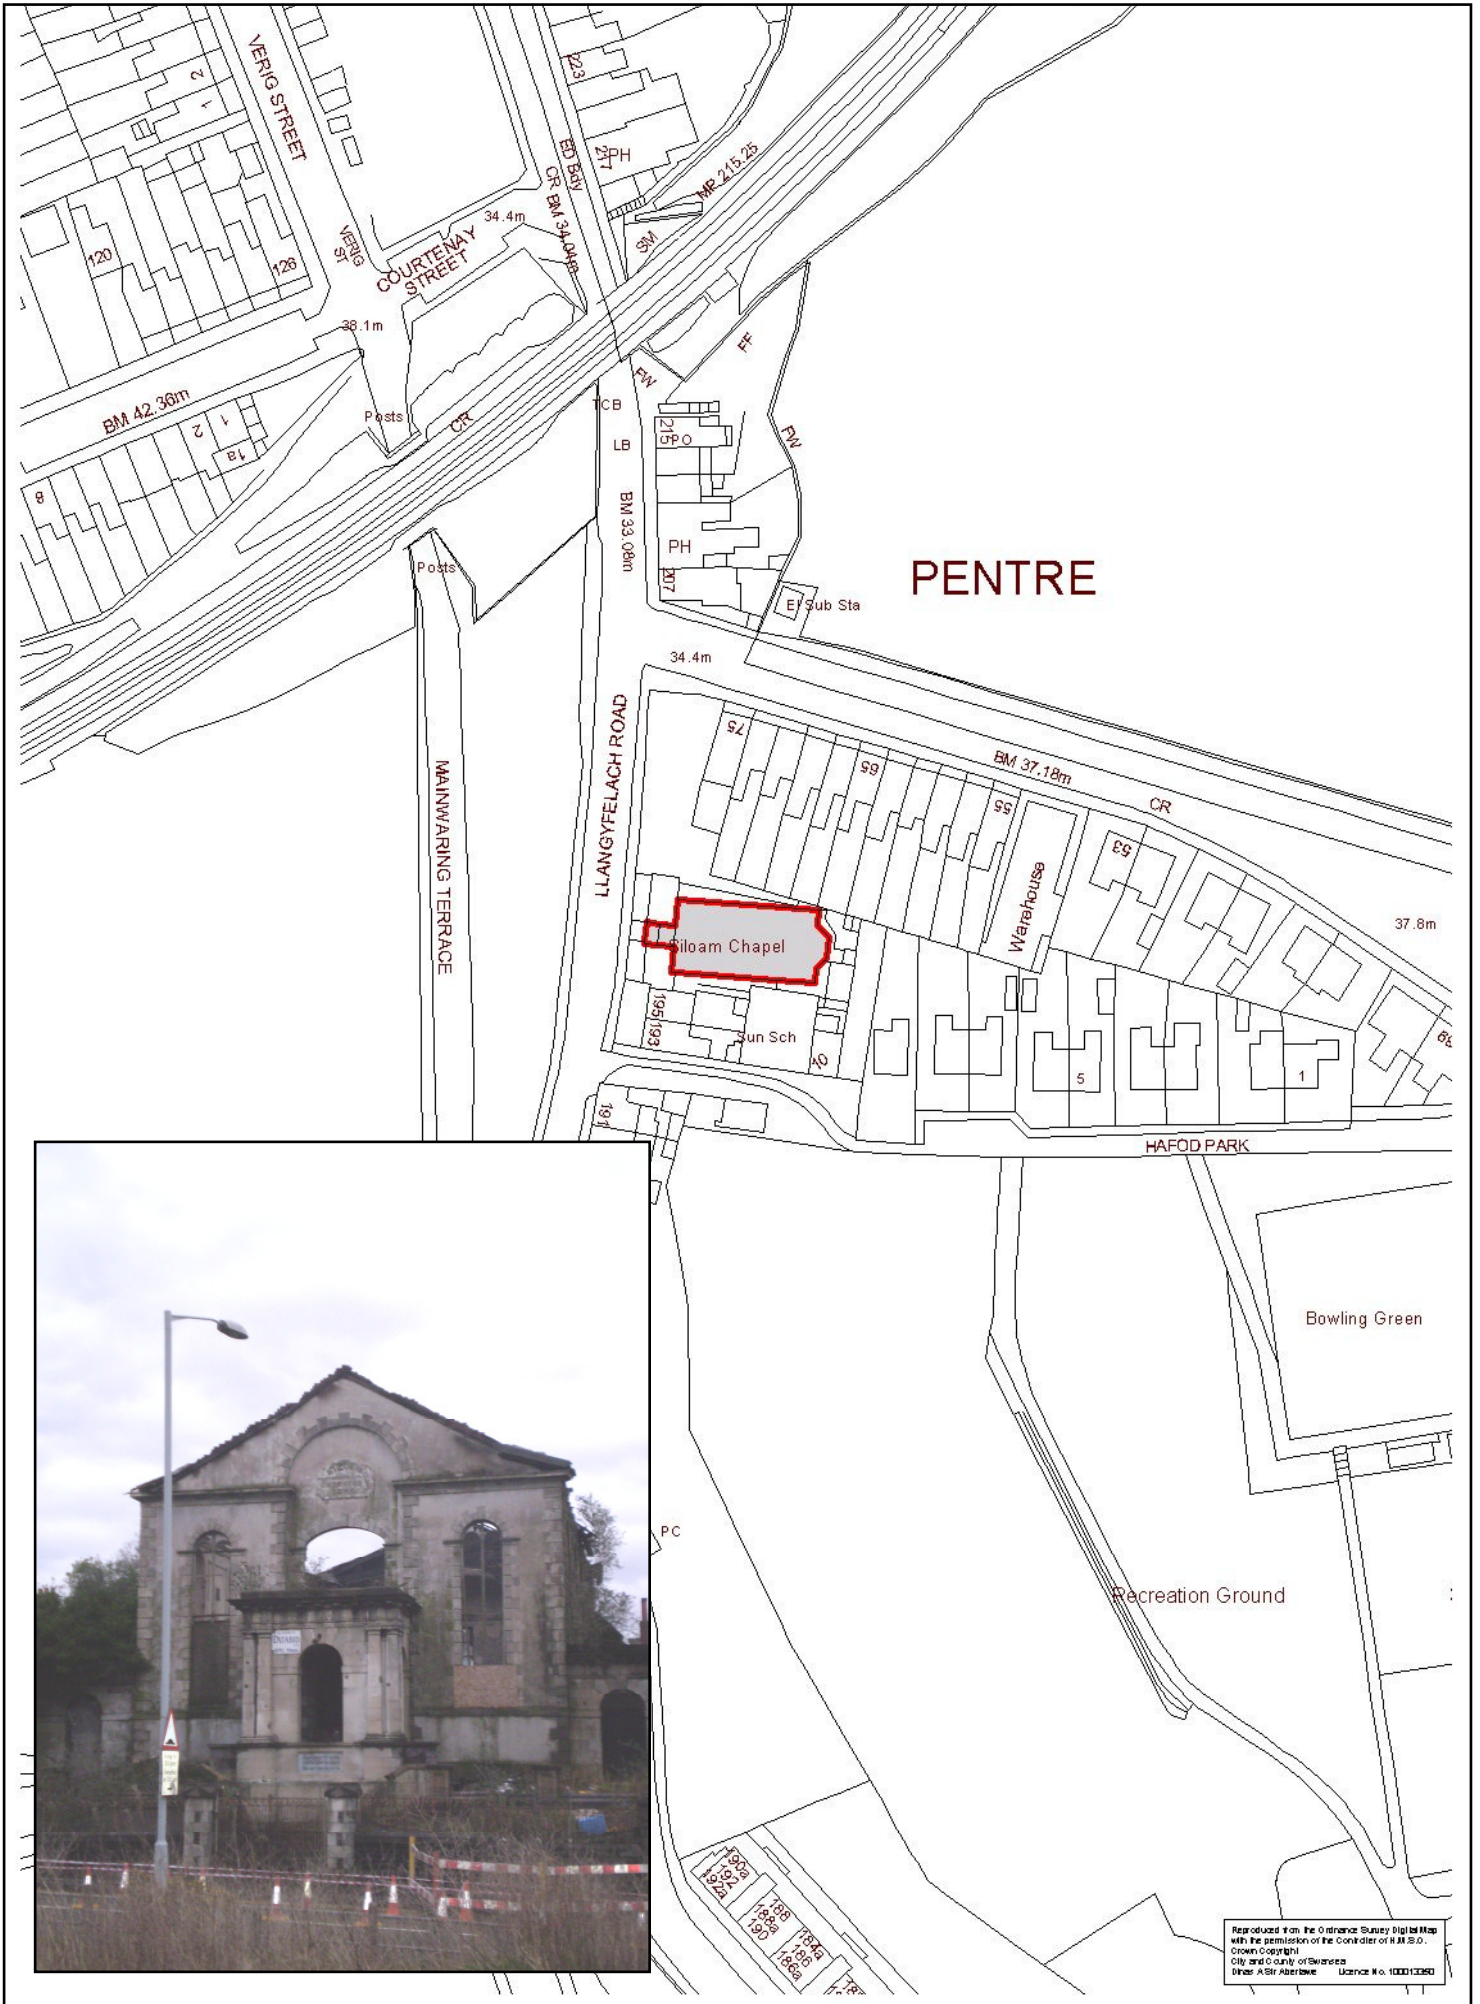 VERIG STREET
2
1
223
217
PH
ED Bdy
CR
BM 34.04m
MP 215.25
SM
34.4m
VERIG
ST
COURTENAY
STREET
120
126
38.1m
BM 42.36m
Posts
CR
2
1
1a
8
FW
FF
TCB
215
PO
LB
FW
BM 33.08m
PH
207
El Sub Sta
Posts
PENTRE
34.4m
LLANGYFELACH ROAD
MAINWARING TERRACE
75
65
55
BM 37.18m
CR
53
Warehouse
37.8m
Siloam Chapel
195
193
Sun Sch
10
5
1
191
HAFOD PARK
Bowling Green
PC
Recreation Ground
190a
192
192a
188
188a
190
184a
186
186a
Reproduced from the Ordnance Survey Digital Map
with the permission of the Controller of H.M.S.O.
Crown Copyright
City and County of Swansea
Dinas A Sir Abertawe Licence No. 100013350